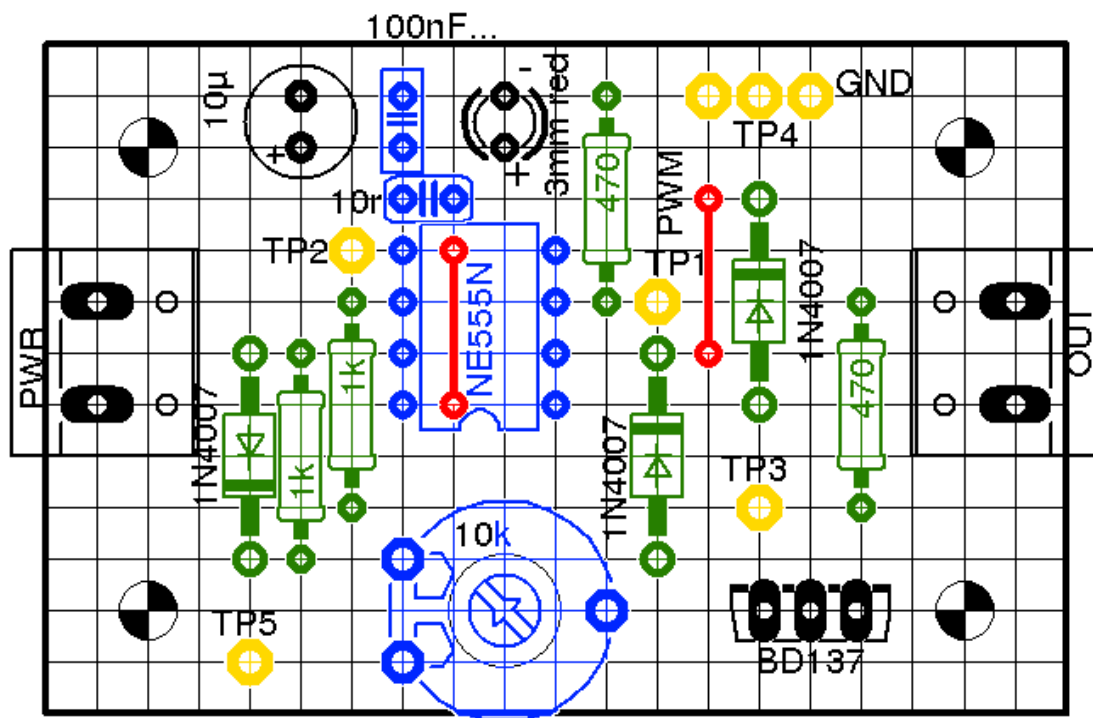 100nF...
10µ
+
-
+
3mm red
470
GND
TP4
PWM
10r
TP2
TP1
NE555N
1N4007
PWR
OUT
1k
470
1N4007
1k
1N4007
TP3
10k
TP5
BD137